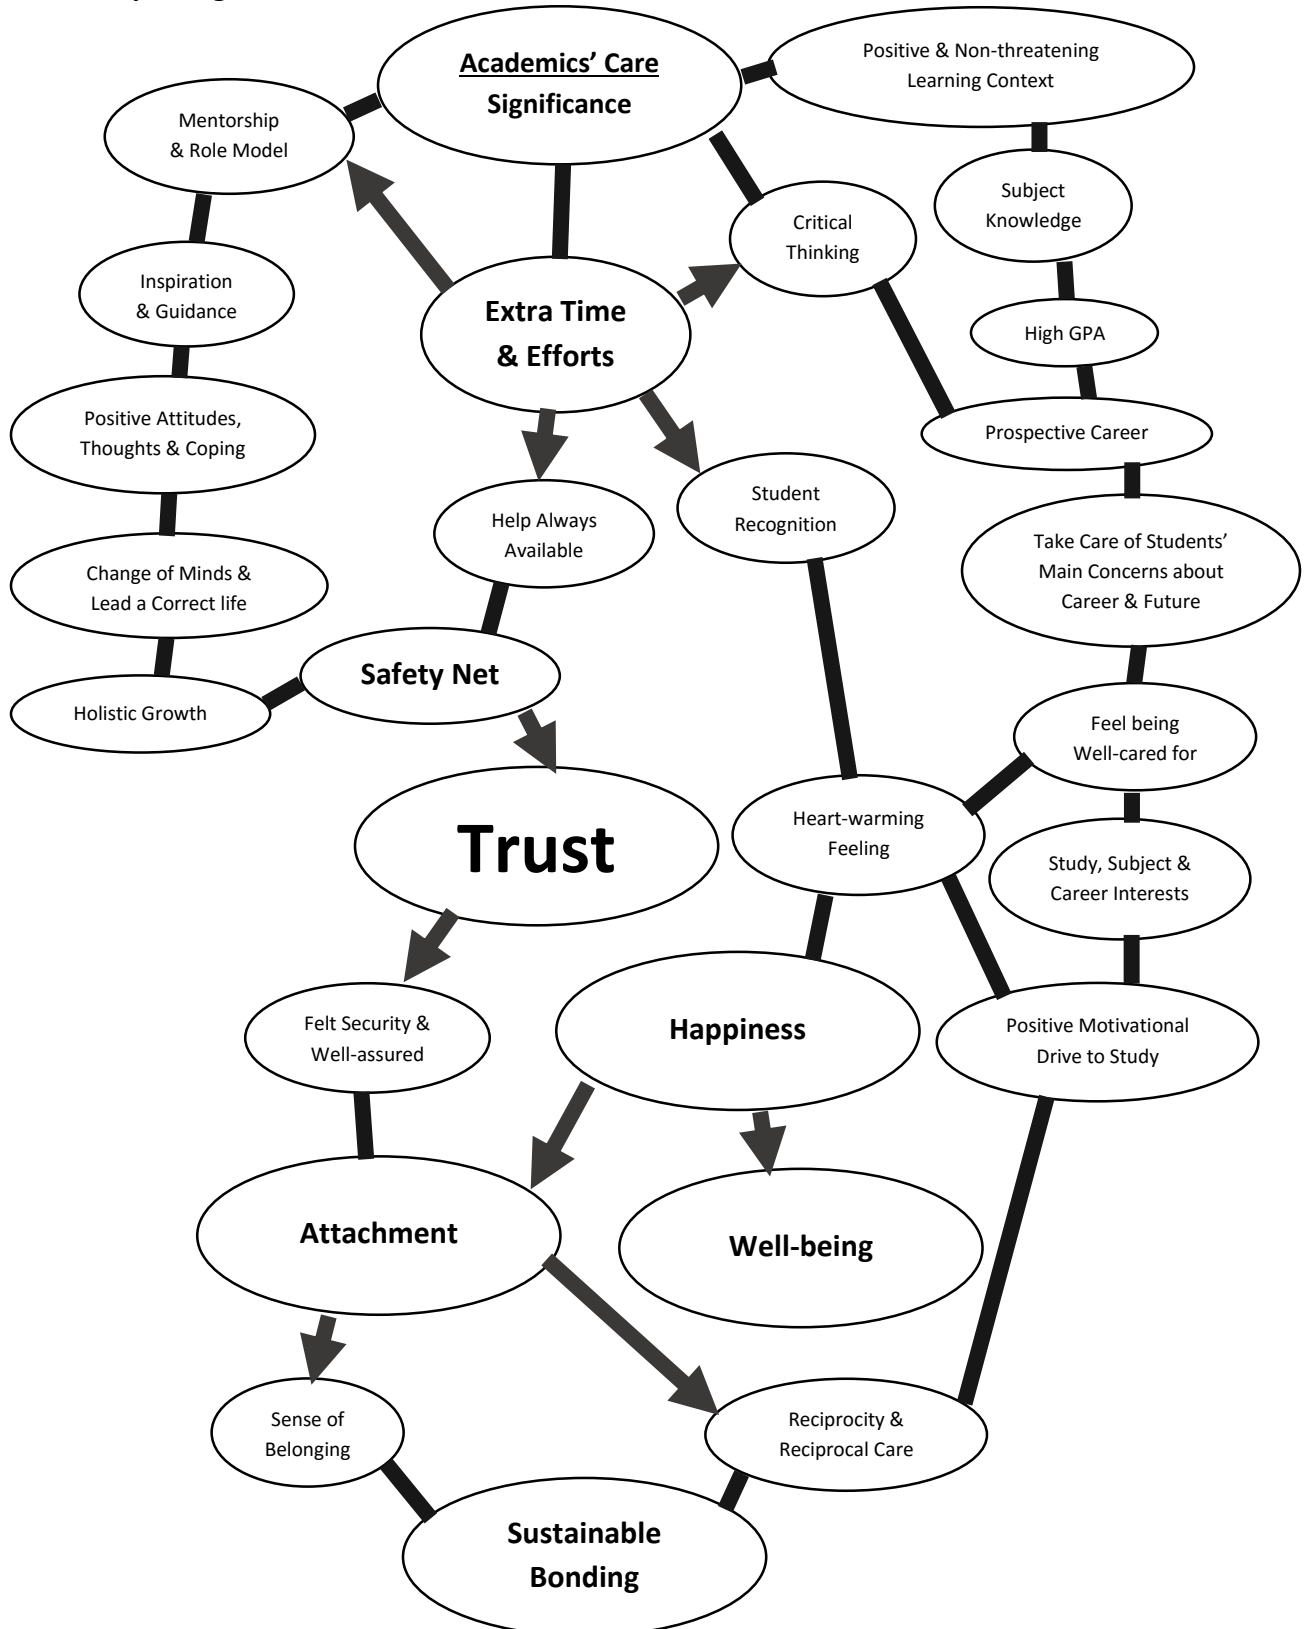 Academics’ Care
Significance
Positive & Non-threatening
Learning Context
Mentorship
& Role Model
Subject
Knowledge
Critical
Thinking
Inspiration
& Guidance
Extra Time
& Efforts
High GPA
Positive Attitudes,
Thoughts & Coping
Prospective Career
Student
Recognition
Help Always
Available
Take Care of Students’
Main Concerns about
Career & Future
Change of Minds &
Lead a Correct life
Safety Net
Holistic Growth
Feel being
Well-cared for
Trust
Heart-warming
Feeling
Study, Subject &
Career Interests
Felt Security &
Well-assured
Happiness
Positive Motivational
Drive to Study
Attachment
Well-being
Sense of
Belonging
Reciprocity &
Reciprocal Care
Sustainable
Bonding